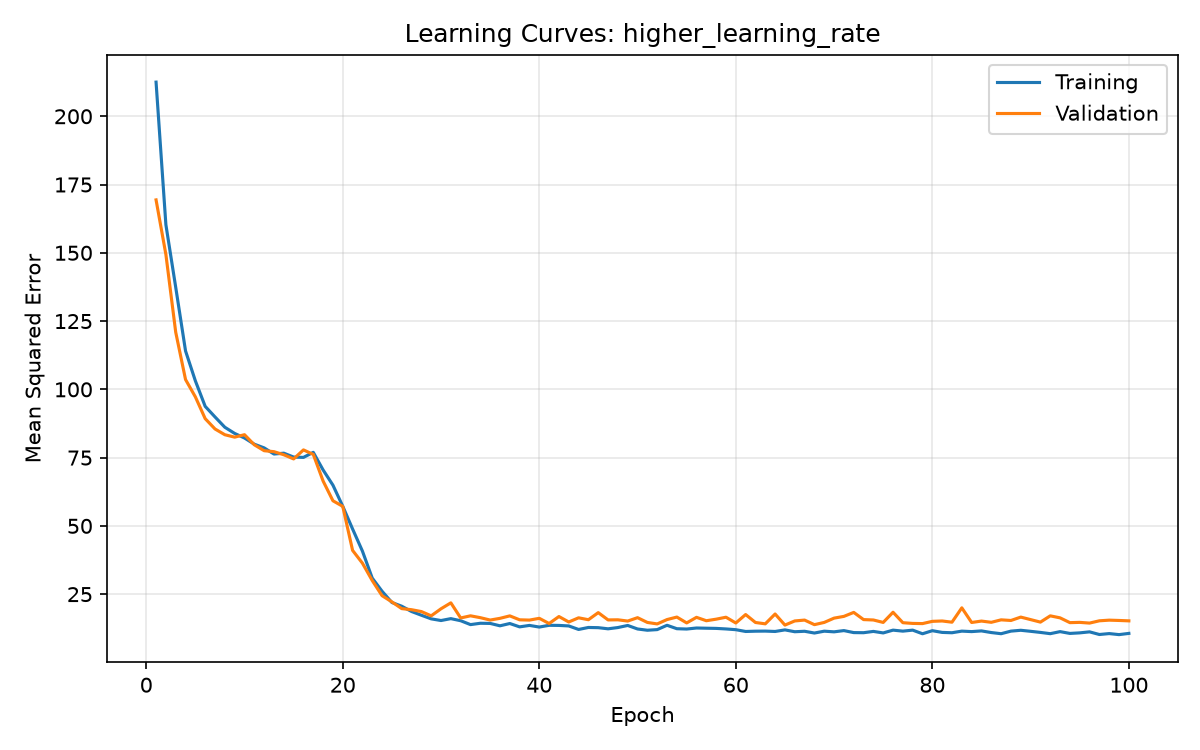 Learning Curves: higher_learning_rate
Training
Validation
Mean Squared Error
200
175
150
125
100
75
50
25
0 20 40 60 80 100
Epoch